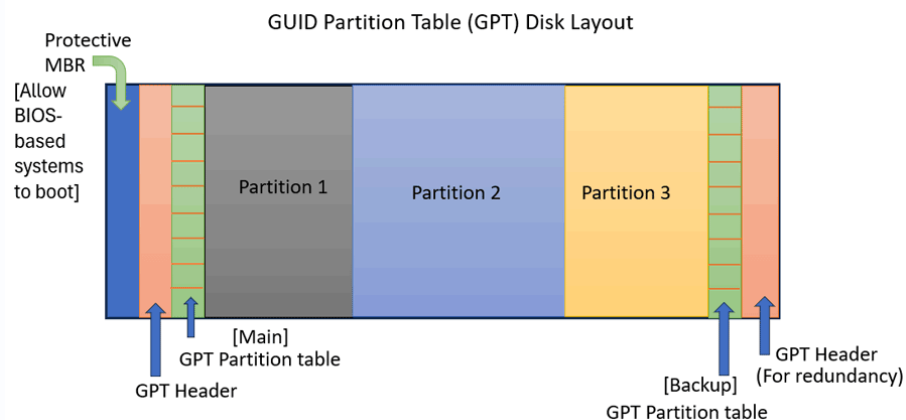 GUID Partition Table (GPT) Disk Layout
Protective
MBR
[Allow
BIOS-
based
systems
to boot]
Partition 1
Partition 2
Partition 3
[Main]
GPT Partition table
GPT Header
[Backup]
GPT Partition table
GPT Header
(For redundancy)